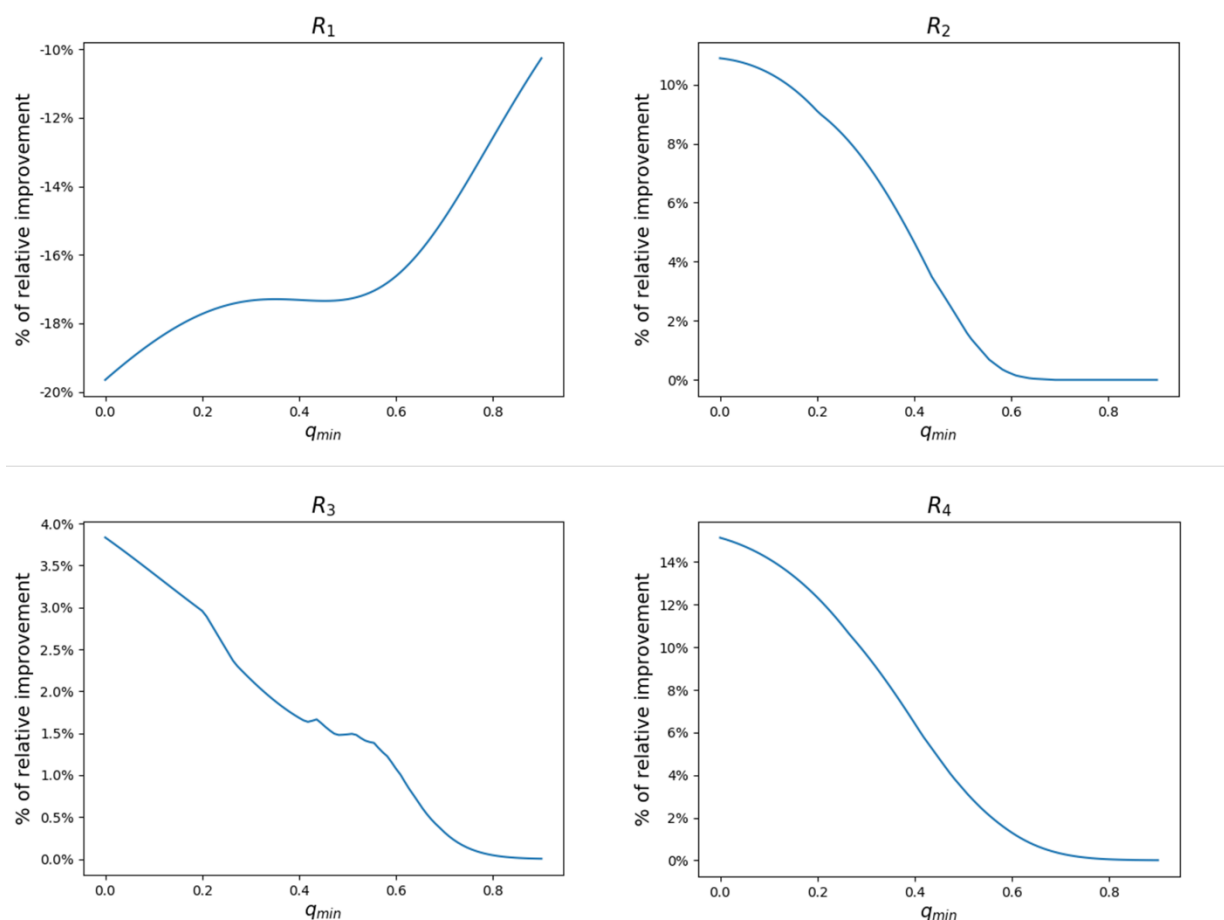 R₁
% of relative improvement
-10%
-12%
-14%
-16%
-18%
-20%
0.0 0.2 0.4 0.6 0.8
qmin
R₂
% of relative improvement
10%
8%
6%
4%
2%
0%
0.0 0.2 0.4 0.6 0.8
qmin
R₃
% of relative improvement
4.0%
3.5%
3.0%
2.5%
2.0%
1.5%
1.0%
0.5%
0.0%
0.0 0.2 0.4 0.6 0.8
qmin
R₄
% of relative improvement
14%
12%
10%
8%
6%
4%
2%
0%
0.0 0.2 0.4 0.6 0.8
qmin